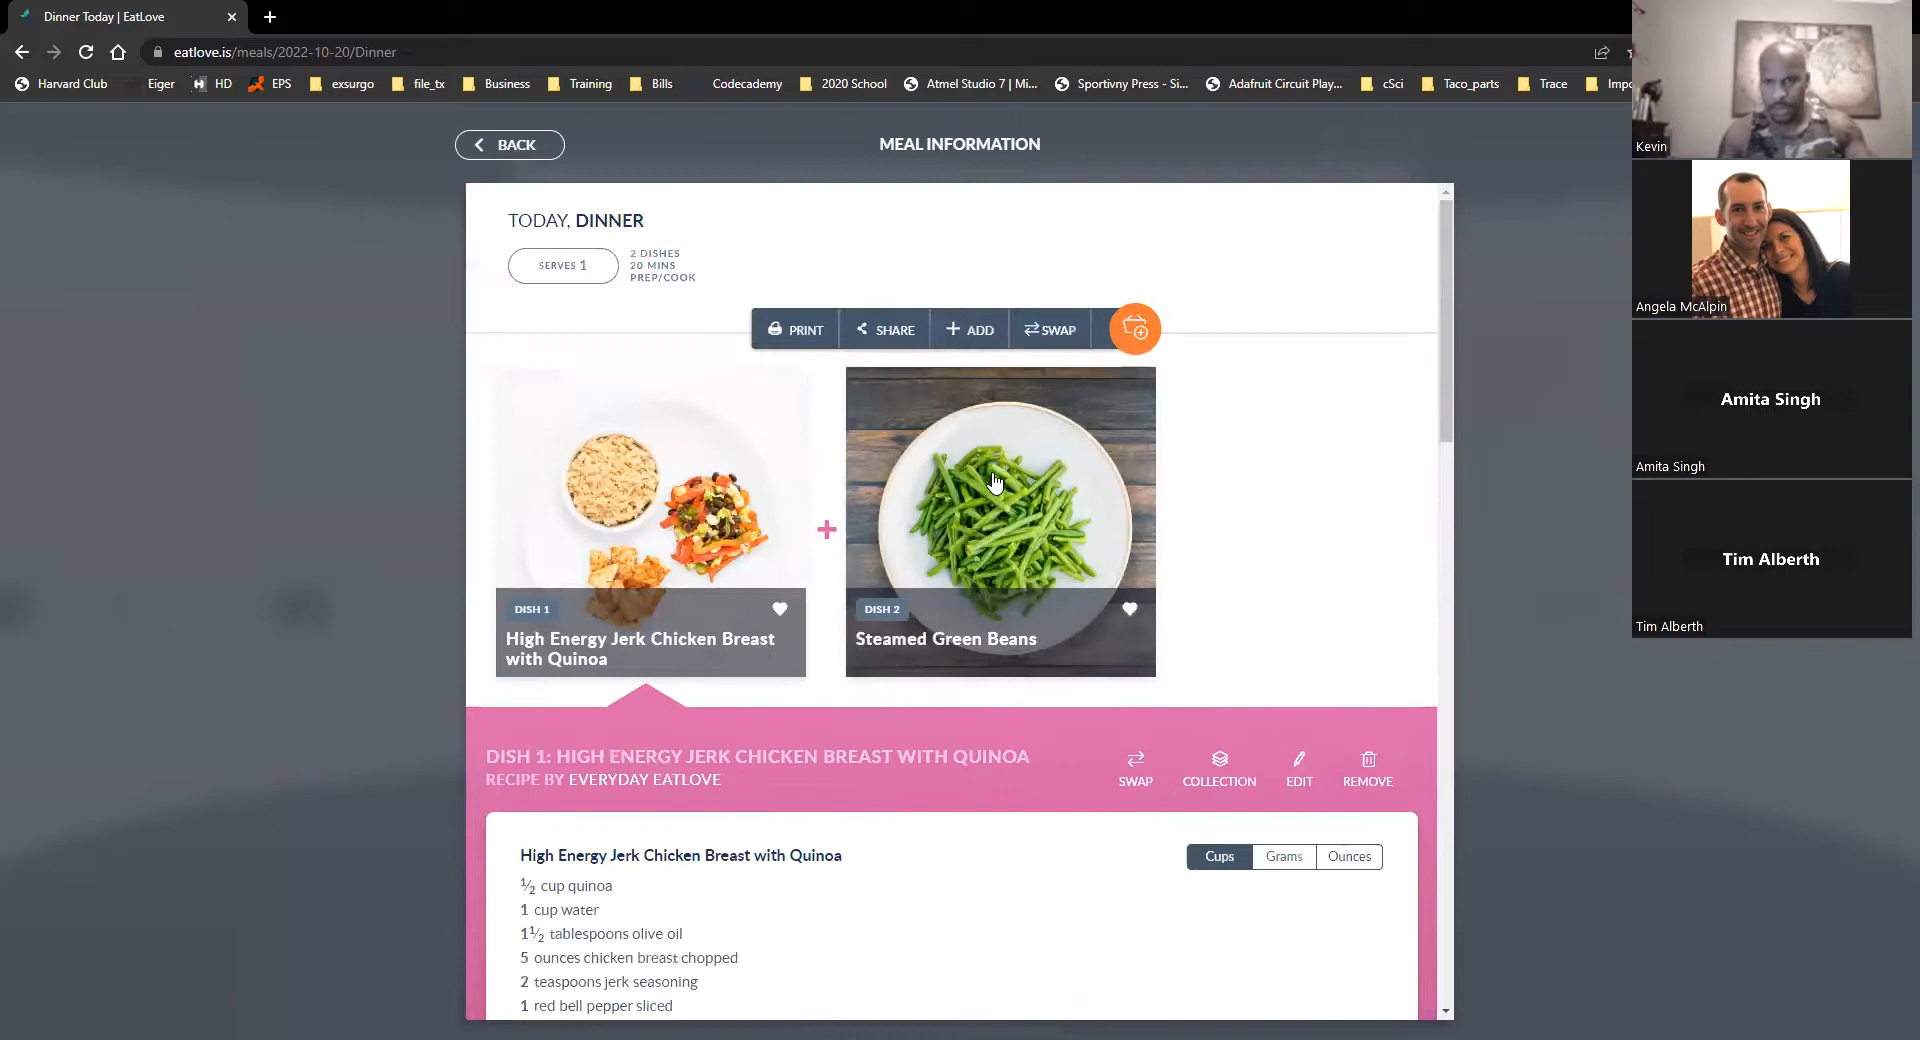 Dinner Today | EatLove
eatlove.is/meals/2022-10-20/Dinner
Harvard Club Eiger HD EPS exsurgo file_tx Business Training Bills Codecademy 2020 School Atmel Studio 7 | Mi... Sportivny Press - Si... Adafruit Circuit Play... cSci Taco_parts Trace Impo
BACK
MEAL INFORMATION
TODAY, DINNER
SERVES 1
2 DISHES
20 MINS
PREP/COOK
PRINT SHARE ADD SWAP
DISH 1
High Energy Jerk Chicken Breast
with Quinoa
DISH 2
Steamed Green Beans
DISH 1: HIGH ENERGY JERK CHICKEN BREAST WITH QUINOA
RECIPE BY EVERYDAY EATLOVE
SWAP COLLECTION EDIT REMOVE
High Energy Jerk Chicken Breast with Quinoa
Cups Grams Ounces
½ cup quinoa
1 cup water
1½ tablespoons olive oil
5 ounces chicken breast chopped
2 teaspoons jerk seasoning
1 red bell pepper sliced
Kevin
Angela McAlpin
Amita Singh
Amita Singh
Tim Alberth
Tim Alberth